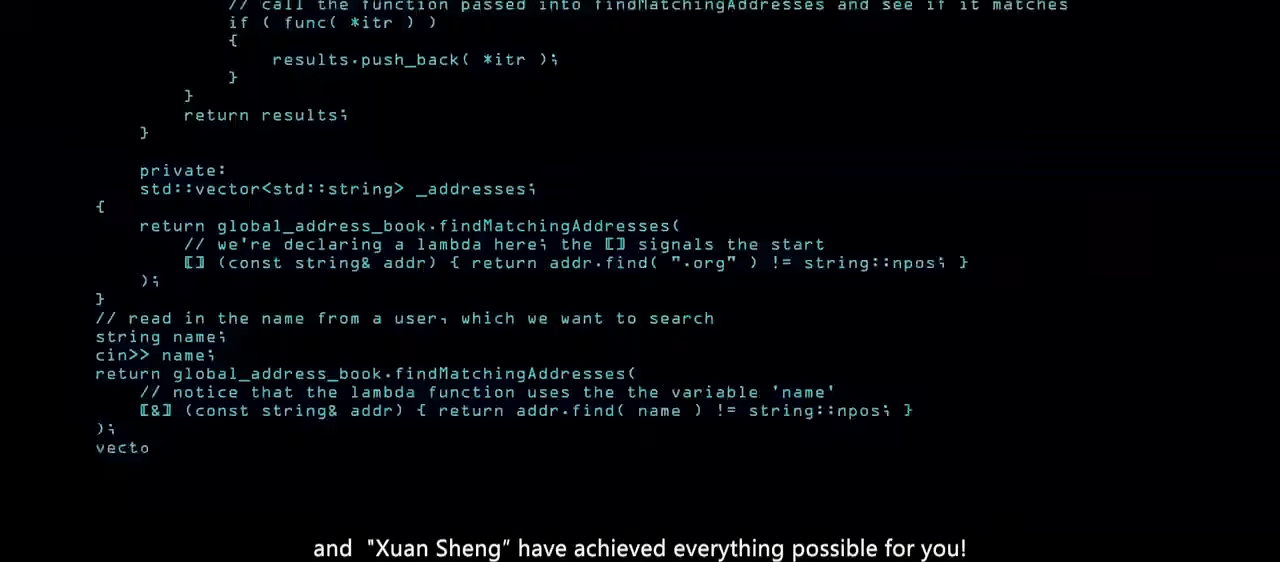 // call the function passed into findMatchingAddresses and see if it matches
if ( func( *itr ) )
{
results.push_back( *itr );
}
}
return results;
}
private:
std::vector<std::string> _addresses;
{
return global_address_book.findMatchingAddresses(
// we're declaring a lambda here; the [] signals the start
[] (const string& addr) { return addr.find( ".org" ) != string::npos; }
);
}
// read in the name from a user, which we want to search
string name;
cin>> name;
return global_address_book.findMatchingAddresses(
// notice that the lambda function uses the the variable 'name'
[&] (const string& addr) { return addr.find( name ) != string::npos; }
);
vecto
and "Xuan Sheng" have achieved everything possible for you!